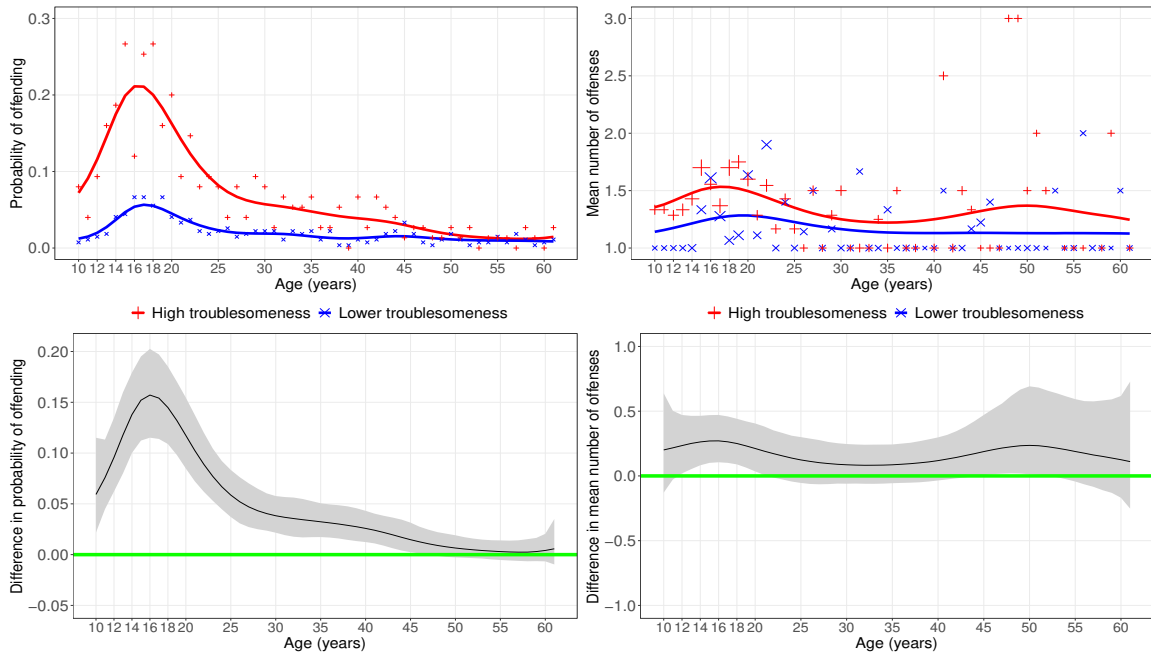 Probability of offending
0.3
0.2
0.1
0.0
10 12 14 16 18 20 25 30 35 40 45 50 55 60
Age (years)
Mean number of offenses
3.0
2.5
2.0
1.5
1.0
10 12 14 16 18 20 25 30 35 40 45 50 55 60
Age (years)
High troublesomeness Lower troublesomeness
High troublesomeness Lower troublesomeness
Difference in probability of offending
0.20
0.15
0.10
0.05
0.00
−0.05
10 12 14 16 18 20 25 30 35 40 45 50 55 60
Age (years)
Difference in mean number of offenses
1.0
0.5
0.0
−0.5
−1.0
10 12 14 16 18 20 25 30 35 40 45 50 55 60
Age (years)